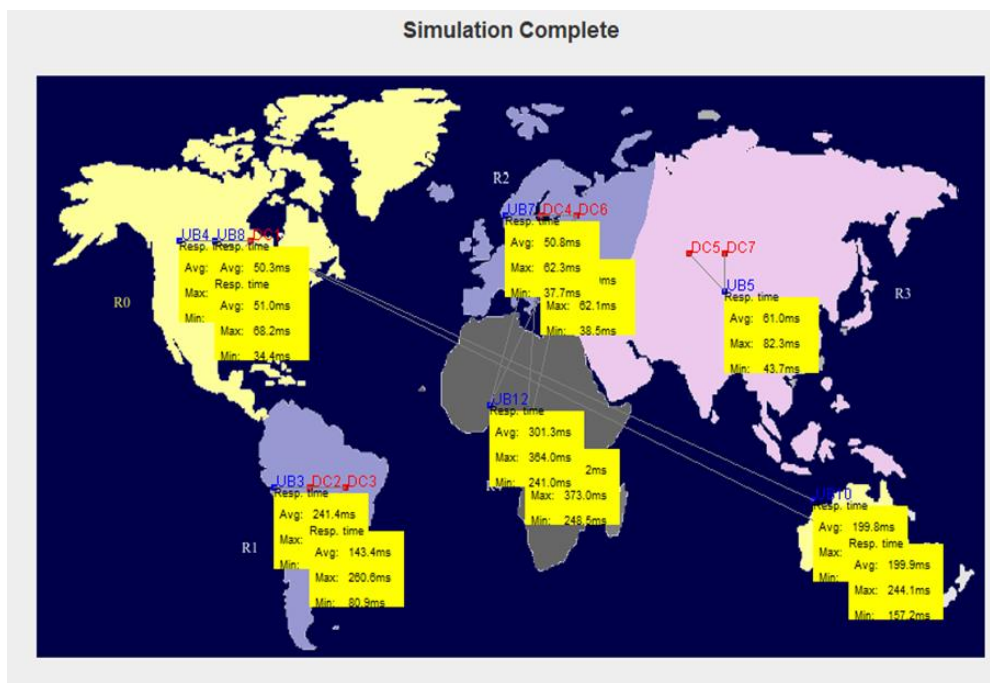 Simulation Complete
R2
UB7 DC4 DC6
Resp. time
Avg: 50.8ms
Max: 62.3ms
Min: 37.7ms
Max: 62.1ms
Min: 38.5ms
UB4 UB8 DC1
Resp.
Resp. time
Avg: Avg: 50.3ms
Max:
Min:
Resp. time
Avg: 51.0ms
Max: 68.2ms
Min: 34.4ms
R0
DC5 DC7
UB5
Resp. time
Avg: 61.0ms
Max: 82.3ms
Min: 43.7ms
R3
UB12
Resp. time
Avg: 301.3ms
Max: 364.0ms
Min: 241.0ms
2ms
Max: 373.0ms
Min: 248.5ms
UB3 DC2 DC3
Resp. time
Avg: 241.4ms
Max:
Min:
Resp. time
Avg: 143.4ms
Max: 260.6ms
Min: 80.9ms
R1
UB10
Resp. time
Avg: 199.8ms
Max:
Min:
Resp. time
Avg: 199.9ms
Max: 244.1ms
Min: 157.2ms